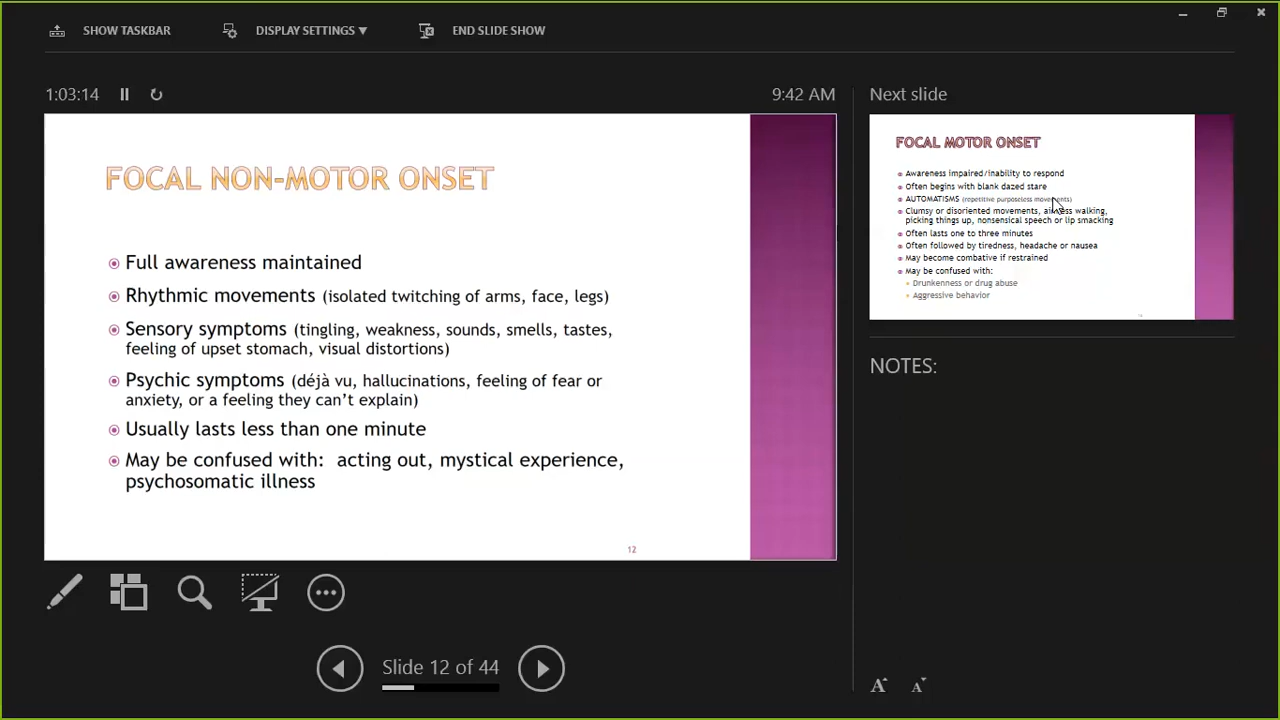 SHOW TASKBAR
DISPLAY SETTINGS ▼
END SLIDE SHOW
1:03:14
9:42 AM
FOCAL NON-MOTOR ONSET
Full awareness maintained
Rhythmic movements (isolated twitching of arms, face, legs)
Sensory symptoms (tingling, weakness, sounds, smells, tastes,
feeling of upset stomach, visual distortions)
Psychic symptoms (déjà vu, hallucinations, feeling of fear or
anxiety, or a feeling they can't explain)
Usually lasts less than one minute
May be confused with: acting out, mystical experience,
psychosomatic illness
12
Slide 12 of 44
Next slide
FOCAL MOTOR ONSET
Awareness impaired/inability to respond
Often begins with blank dazed stare
AUTOMATISMS (repetitive purposeless movements)
Clumsy or disoriented movements, walking,
picking things up, nonsensical speech or lip smacking
Often lasts one to three minutes
Often followed by tiredness, headache or nausea
May become combative if restrained
May be confused with:
Drunkenness or drug abuse
Aggressive behavior
NOTES:
A A